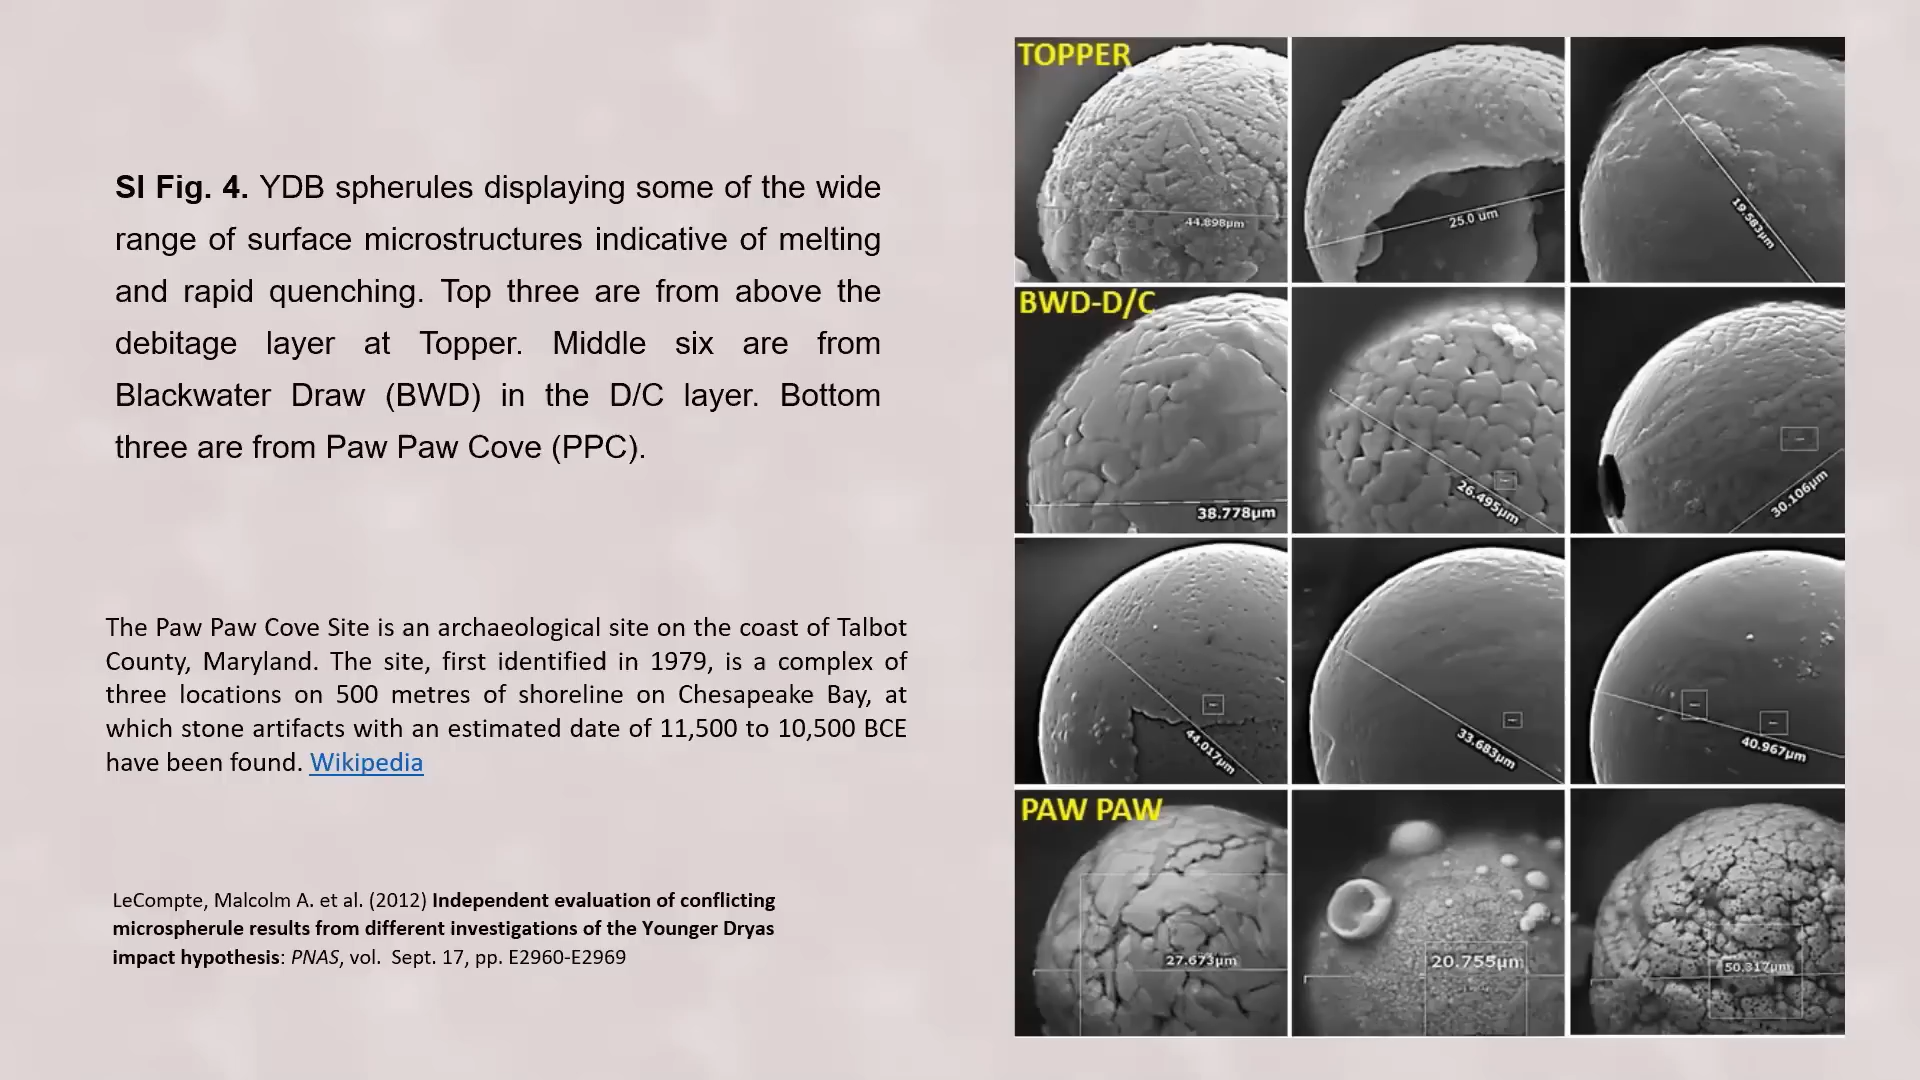 SI Fig. 4. YDB spherules displaying some of the wide
range of surface microstructures indicative of melting
and rapid quenching. Top three are from above the
debitage layer at Topper. Middle six are from
Blackwater Draw (BWD) in the D/C layer. Bottom
three are from Paw Paw Cove (PPC).
The Paw Paw Cove Site is an archaeological site on the coast of Talbot
County, Maryland. The site, first identified in 1979, is a complex of
three locations on 500 metres of shoreline on Chesapeake Bay, at
which stone artifacts with an estimated date of 11,500 to 10,500 BCE
have been found. Wikipedia
LeCompte, Malcolm A. et al. (2012) Independent evaluation of conflicting
microspherule results from different investigations of the Younger Dryas
impact hypothesis: PNAS, vol. Sept. 17, pp. E2960-E2969
TOPPER
44.898µm
25.0 um
19.583µm
BWD-D/C
38.778µm
26.495µm
30.106µm
44.017µm
33.683µm
40.967µm
PAW PAW
27.673µm
20.755µm
50.317µm